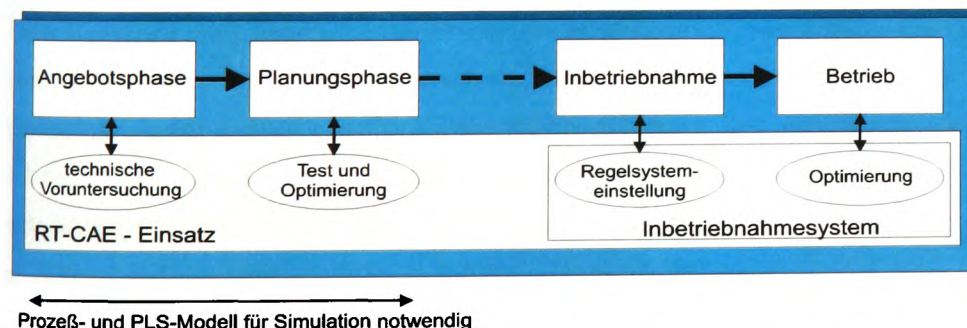 Angebotsphase
Planungsphase
Inbetriebnahme
Betrieb
technische
Voruntersuchung
Test und
Optimierung
Regelsystem-
einstellung
Optimierung
RT-CAE - Einsatz
Inbetriebnahmesystem
Prozeß- und PLS-Modell für Simulation notwendig